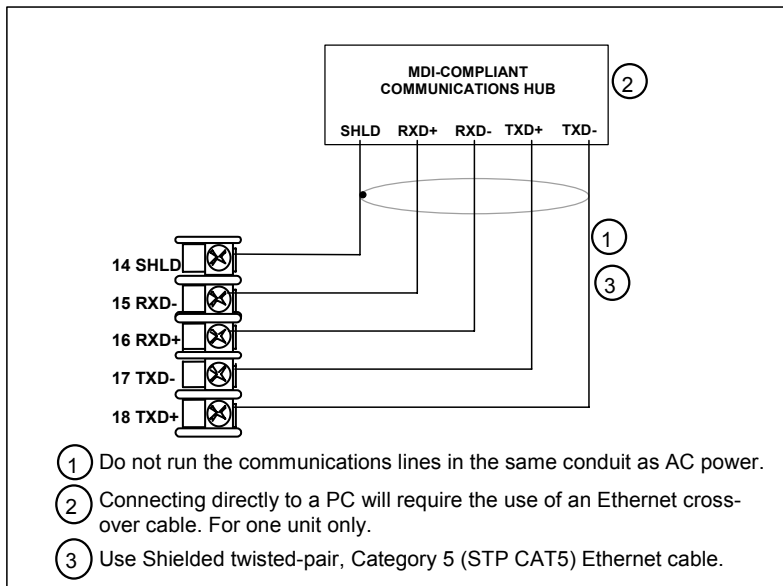 MDI-COMPLIANT
COMMUNICATIONS HUB
2
SHLD RXD+ RXD- TXD+ TXD-
1
3
14 SHLD
15 RXD-
16 RXD+
17 TXD-
18 TXD+
1 Do not run the communications lines in the same conduit as AC power.
2 Connecting directly to a PC will require the use of an Ethernet cross-
over cable. For one unit only.
3 Use Shielded twisted-pair, Category 5 (STP CAT5) Ethernet cable.